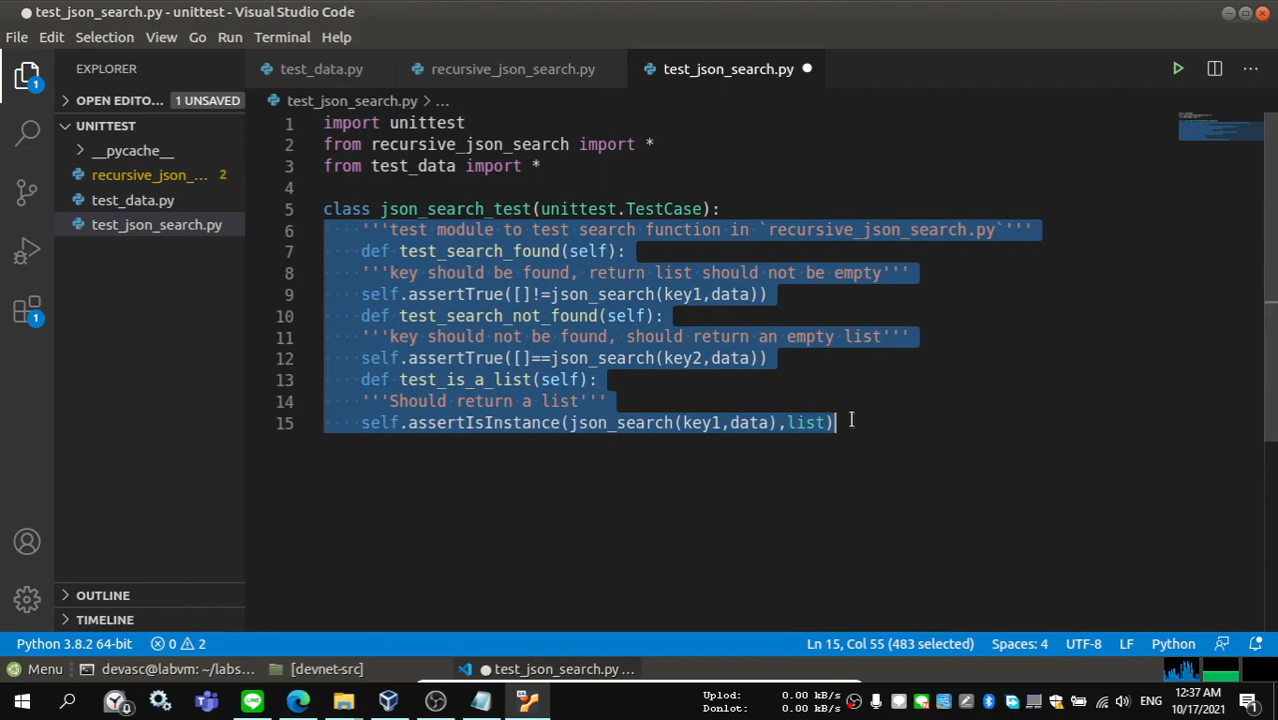 test_json_search.py - unittest - Visual Studio Code
File Edit Selection View Go Run Terminal Help
EXPLORER
OPEN EDITO... 1 UNSAVED
UNITTEST
__pycache__
recursive_json_... 2
test_data.py
test_json_search.py
OUTLINE
TIMELINE
1
1
test_data.py recursive_json_search.py test_json_search.py
test_json_search.py > ...
1 import unittest
2 from recursive_json_search import *
3 from test_data import *
4
5 class json_search_test(unittest.TestCase):
6 '''test module to test search function in `recursive_json_search.py`'''
7 def test_search_found(self):
8 '''key should be found, return list should not be empty'''
9 self.assertTrue([]!=json_search(key1,data))
10 def test_search_not_found(self):
11 '''key should not be found, should return an empty list'''
12 self.assertTrue([]==json_search(key2,data))
13 def test_is_a_list(self):
14 '''Should return a list'''
15 self.assertIsInstance(json_search(key1,data),list)
Python 3.8.2 64-bit 0 2 Ln 15, Col 55 (483 selected) Spaces: 4 UTF-8 LF Python
Menu devasc@labvm: ~/labs... [devnet-src] test_json_search.py ...
Uplod: 0.00 kB/s
Donlot: 0.00 kB/s
ENG
12:37 AM
10/17/2021
1